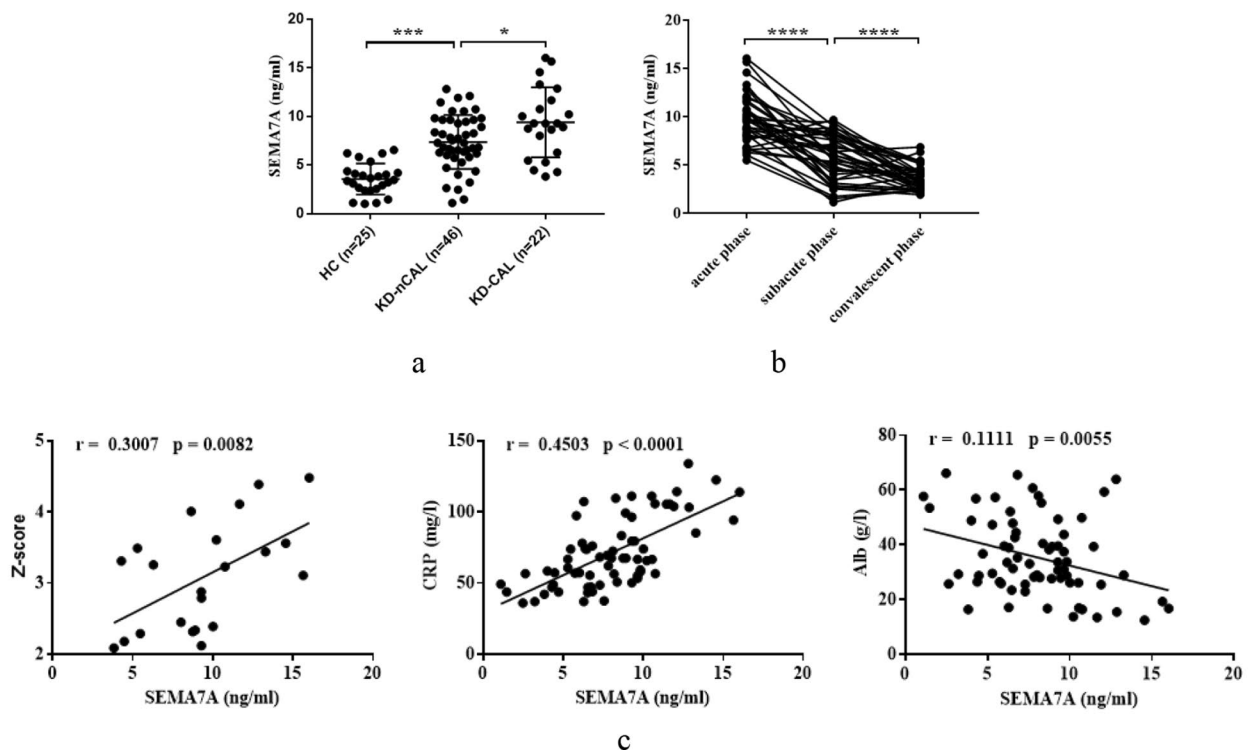 20
15
10
5
0
SEMA7A (ng/ml)
***
*
HC (n=25)
KD-nCAL (n=46)
KD-CAL (n=22)
a
20
15
10
5
0
SEMA7A (ng/ml)
****
****
acute phase
subacute phase
convalescent phase
b
r = 0.3007 p = 0.0082
5
4
3
2
Z-score
0 5 10 15 20
SEMA7A (ng/ml)
r = 0.4503 p < 0.0001
150
100
50
0
CRP (mg/l)
0 5 10 15 20
SEMA7A (ng/ml)
r = 0.1111 p = 0.0055
80
60
40
20
0
Alb (g/l)
0 5 10 15 20
SEMA7A (ng/ml)
c